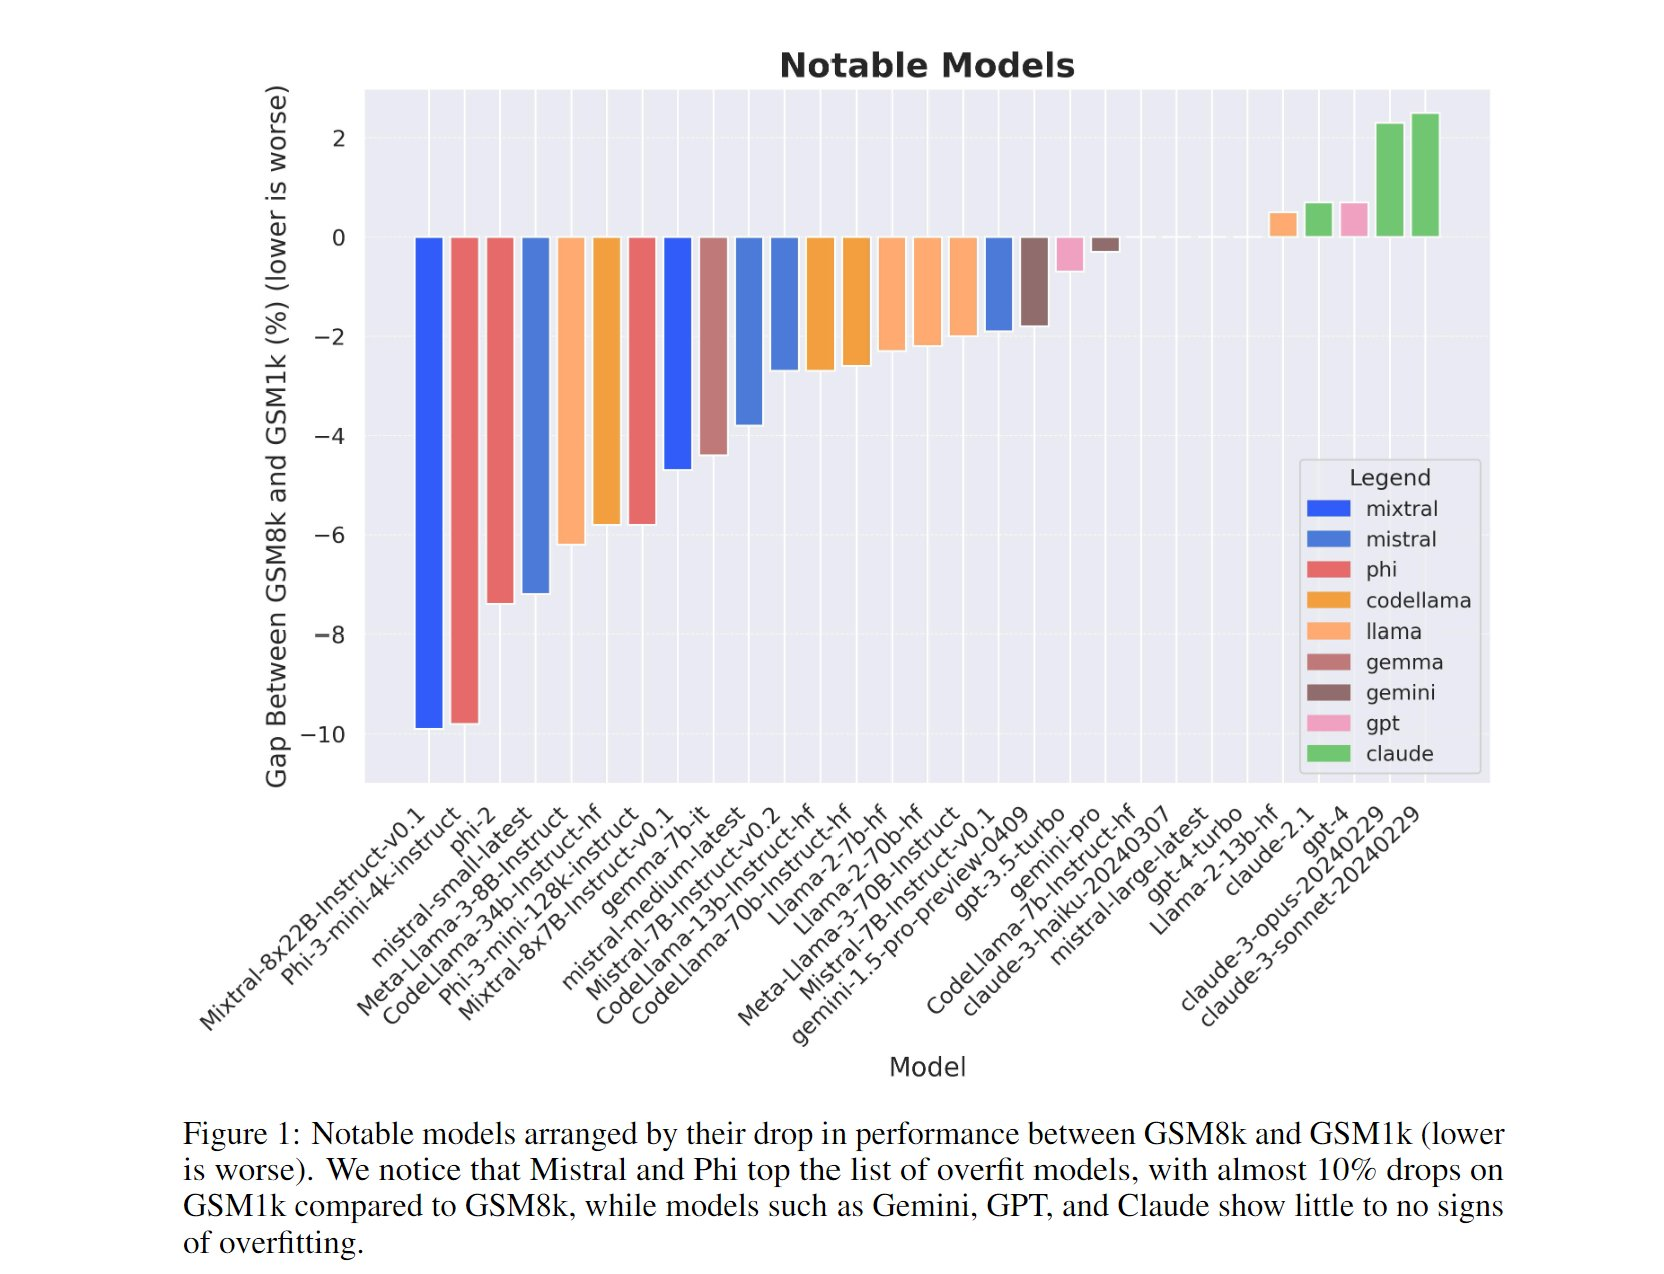 Notable Models
Gap Between GSM8k and GSM1k (%) (lower is worse)
2
0
−2
−4
−6
−8
−10
Legend
mixtral
mistral
phi
codellama
llama
gemma
gemini
gpt
claude
Mixtral-8x22B-Instruct-v0.1
Phi-3-mini-4k-instruct
phi-2
mistral-small-latest
Meta-Llama-3-8B-Instruct
CodeLlama-34b-Instruct-hf
Phi-3-mini-128k-instruct
Mixtral-8x7B-Instruct-v0.1
gemma-7b-it
mistral-medium-latest
Mistral-7B-Instruct-v0.2
CodeLlama-13b-Instruct-hf
CodeLlama-70b-Instruct-hf
Llama-2-7b-hf
Llama-2-70b-hf
Meta-Llama-3-70B-Instruct
Mistral-7B-Instruct-v0.1
gemini-1.5-pro-preview-0409
gpt-3.5-turbo
gemini-pro
CodeLlama-7b-Instruct-hf
claude-3-haiku-20240307
mistral-large-latest
gpt-4-turbo
Llama-2-13b-hf
claude-2.1
gpt-4
claude-3-opus-20240229
claude-3-sonnet-20240229
Model
Figure 1: Notable models arranged by their drop in performance between GSM8k and GSM1k (lower
is worse). We notice that Mistral and Phi top the list of overfit models, with almost 10% drops on
GSM1k compared to GSM8k, while models such as Gemini, GPT, and Claude show little to no signs
of overfitting.